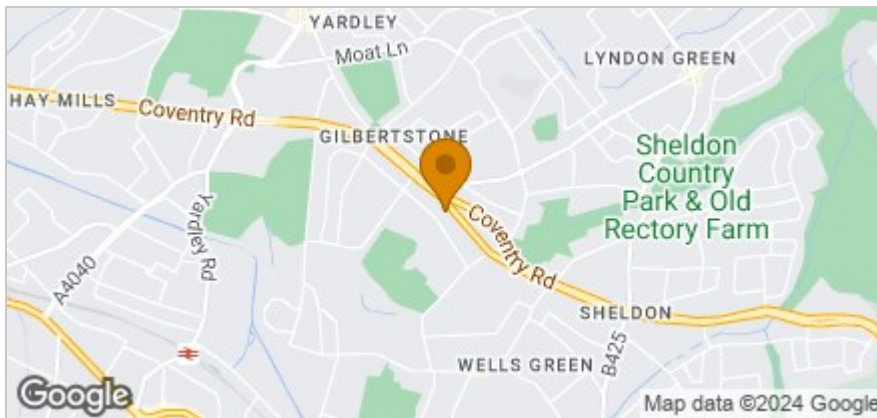 YARDLEY
Moat Ln
LYNDON GREEN
HAY MILLS
Coventry Rd
GILBERTSTONE
Sheldon
Country
Park & Old
Rectory Farm
Yardley Rd
Coventry Rd
A4040
SHELDON
B425
WELLS GREEN
Google
Map data ©2024 Google